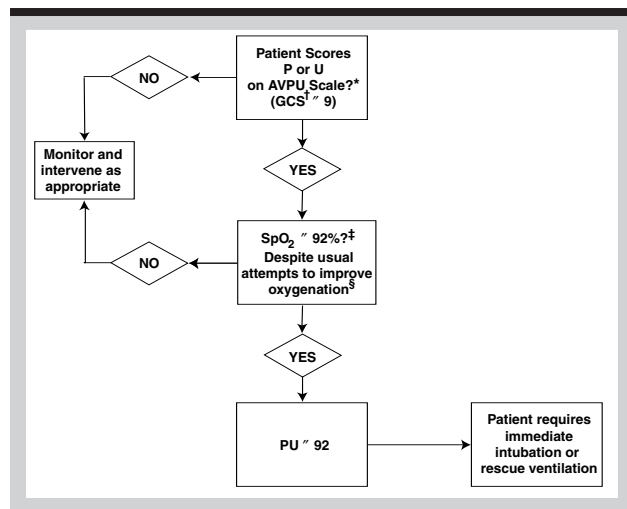 Patient Scores
P or U
on AVPU Scale?*
(GCS† ″ 9)
NO
Monitor and
intervene as
appropriate
YES
SpO₂ ″ 92%?‡
Despite usual
attempts to improve
oxygenation§
NO
YES
PU ″ 92
Patient requires
immediate
intubation or
rescue ventilation